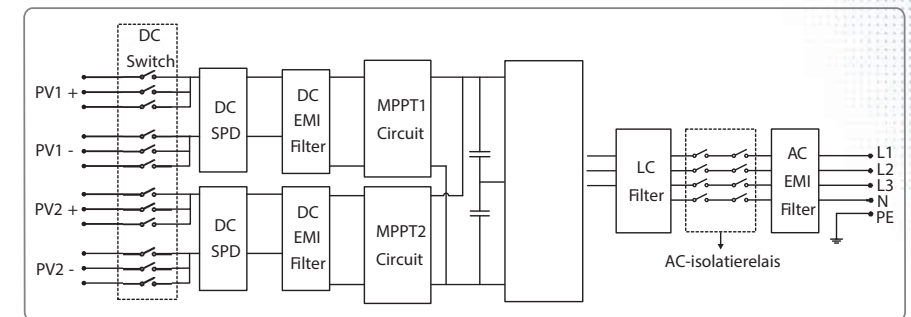 DC
Switch
PV1 +
PV1 -
PV2 +
PV2 -
DC
SPD
DC
EMI
Filter
MPPT1
Circuit
DC
SPD
DC
EMI
Filter
MPPT2
Circuit
LC
Filter
AC
EMI
Filter
L1
L2
L3
N
PE
AC-isolatierelais